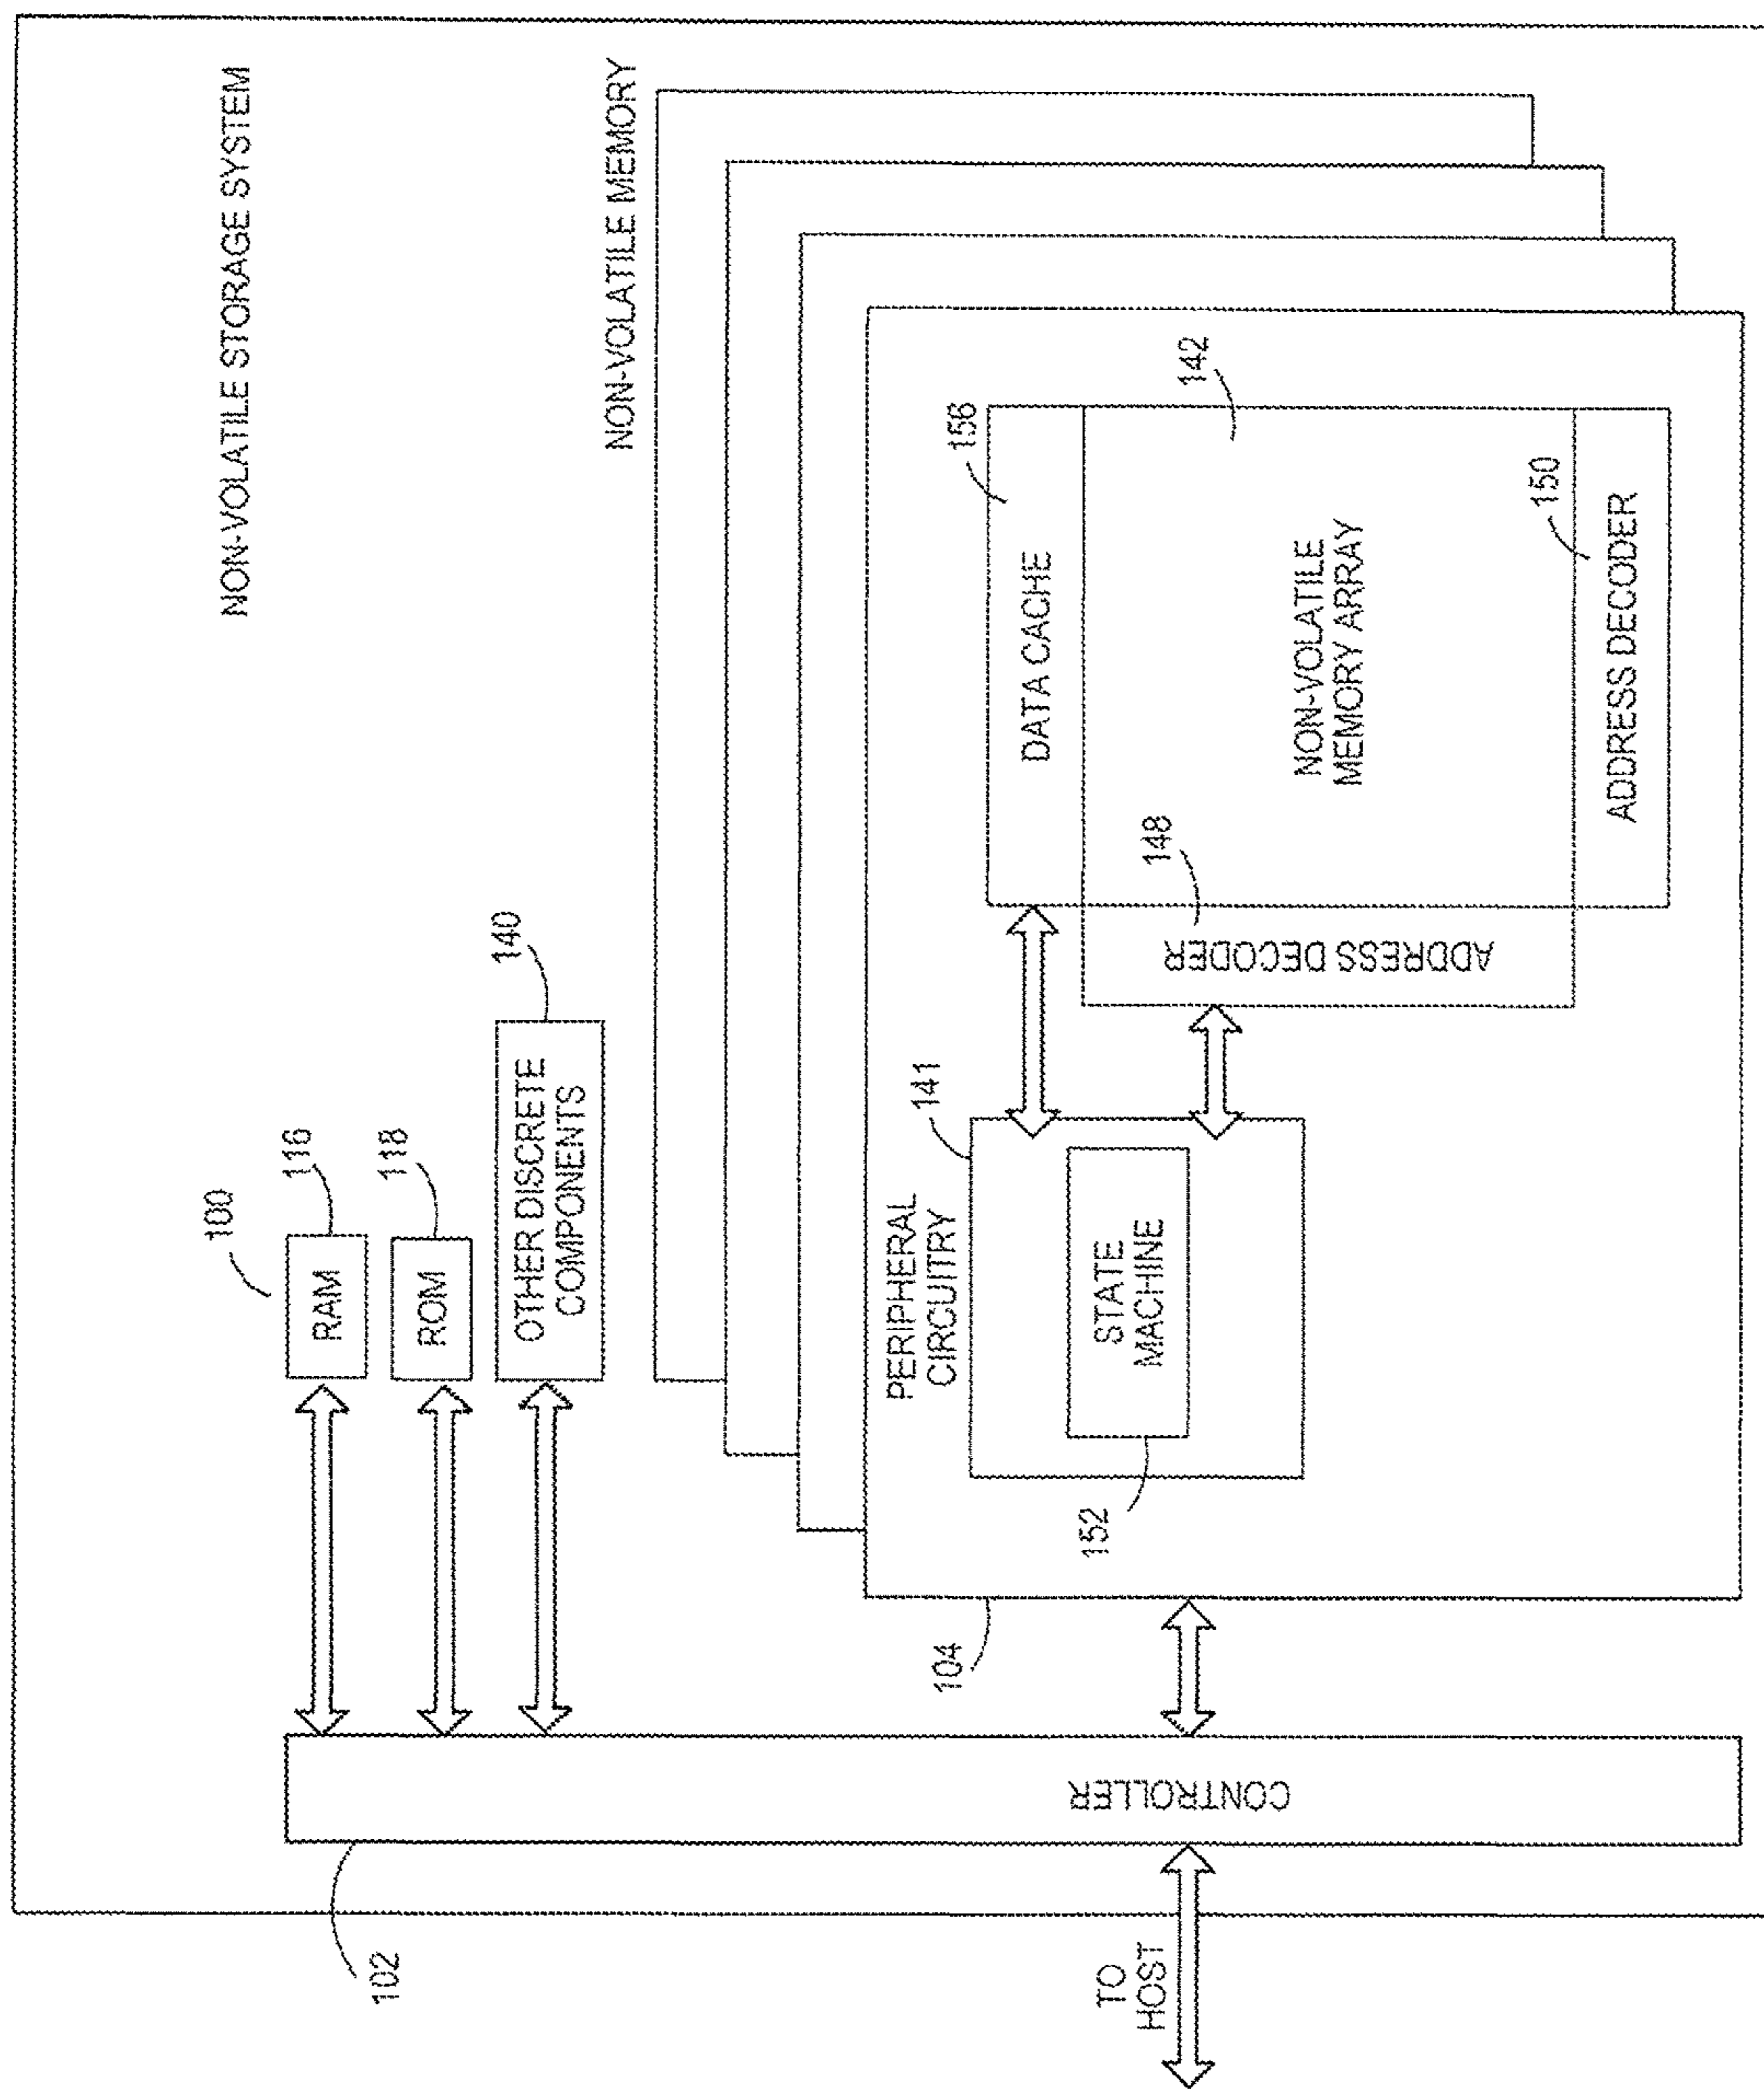 NON-VOLATILE STORAGE SYSTEM
100
116
RAM
118
ROM
140
OTHER DISCRETE
COMPONENTS
NON-VOLATILE MEMORY
102
CONTROLLER
TO
HOST
104
PERIPHERAL
CIRCUITRY
141
STATE
MACHINE
152
156
DATA CACHE
142
NON-VOLATILE
MEMORY ARRAY
148
ADDRESS DECODER
150
ADDRESS DECODER